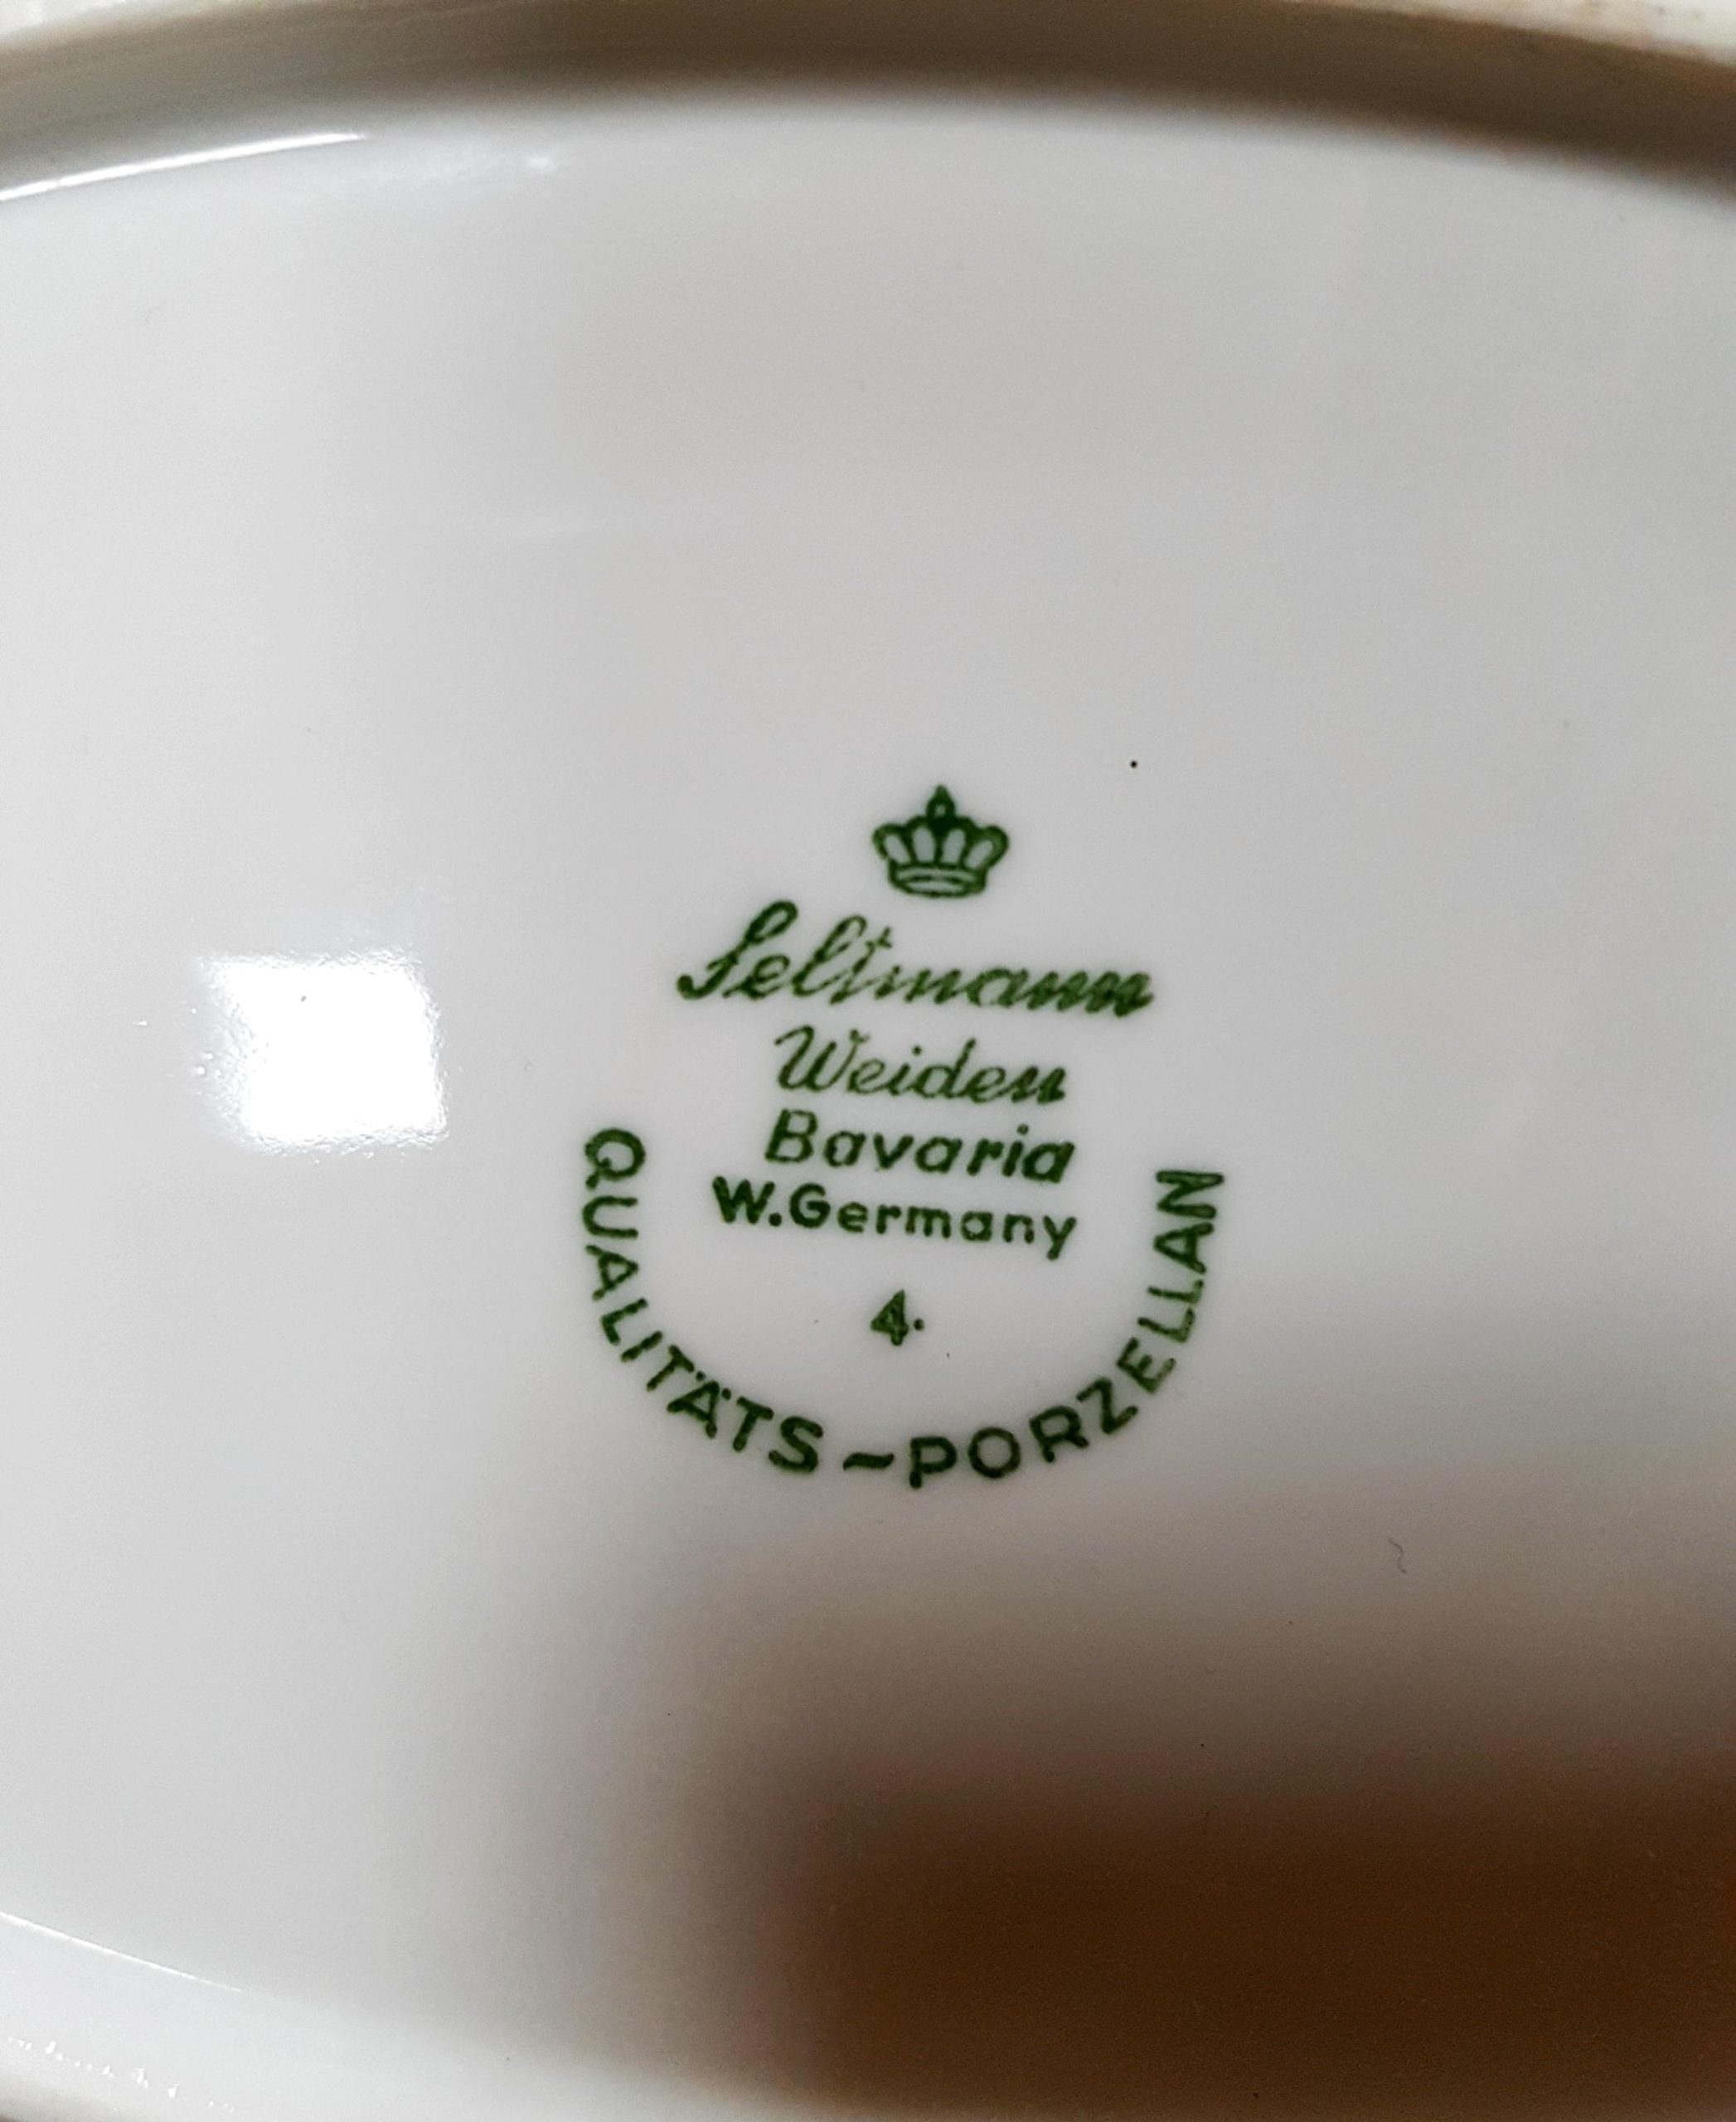 Seltmann
Weiden
Bavaria
W.Germany
4.
QUALITÄTS~PORZELLAN